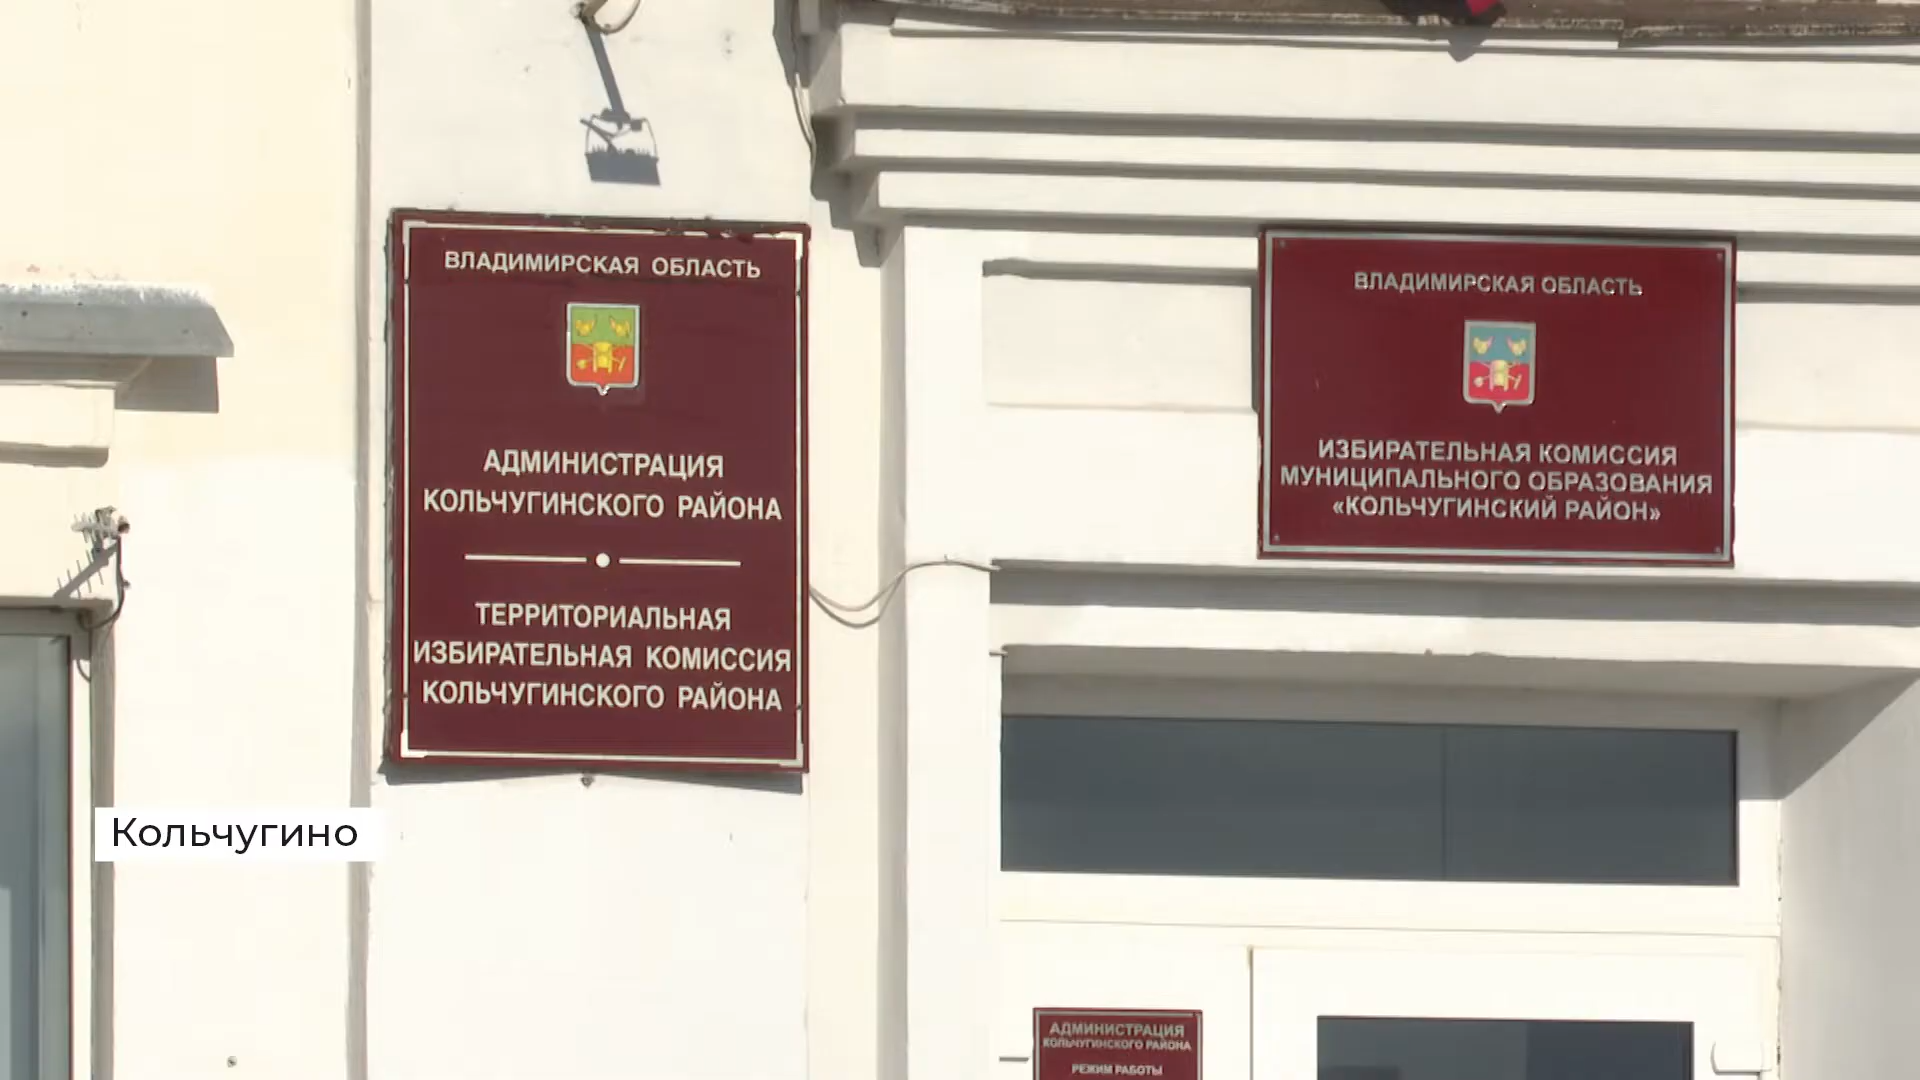 ВЛАДИМИРСКАЯ ОБЛАСТЬ
АДМИНИСТРАЦИЯ
КОЛЬЧУГИНСКОГО РАЙОНА
ТЕРРИТОРИАЛЬНАЯ
ИЗБИРАТЕЛЬНАЯ КОМИССИЯ
КОЛЬЧУГИНСКОГО РАЙОНА
ВЛАДИМИРСКАЯ ОБЛАСТЬ
ИЗБИРАТЕЛЬНАЯ КОМИССИЯ
МУНИЦИПАЛЬНОГО ОБРАЗОВАНИЯ
«КОЛЬЧУГИНСКИЙ РАЙОН»
Кольчугино
АДМИНИСТРАЦИЯ
КОЛЬЧУГИНСКОГО РАЙОНА
РЕЖИМ РАБОТЫ